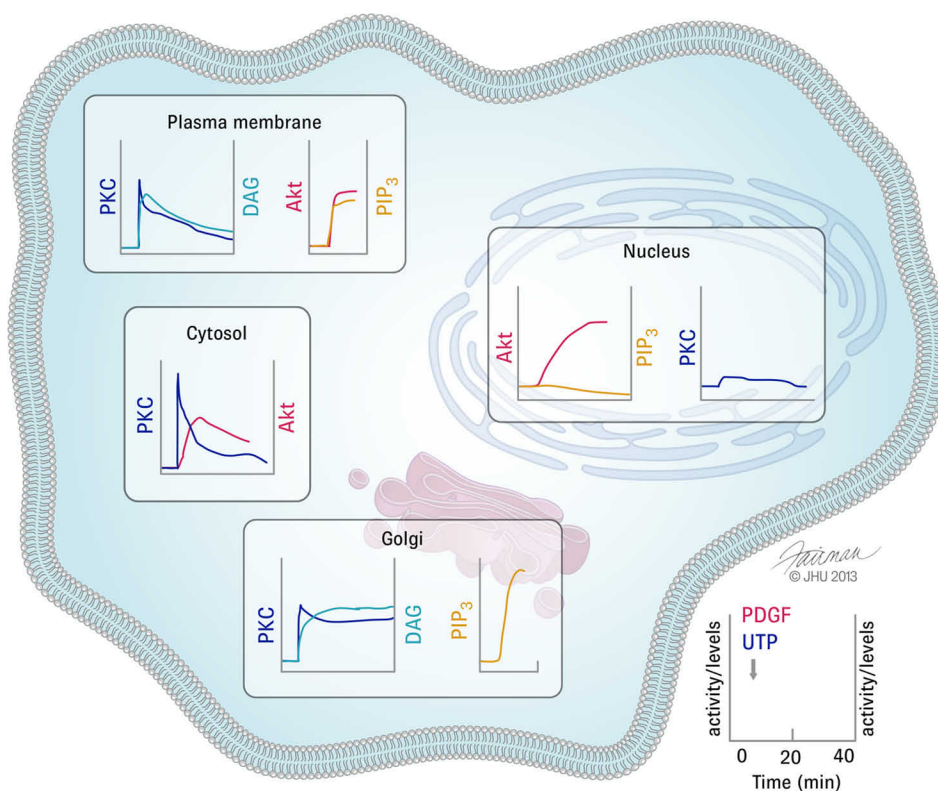 Plasma membrane
PKC
DAG
Akt
PIP₃
Nucleus
Akt
PIP₃
PKC
Cytosol
PKC
Akt
Golgi
PKC
DAG
PIP₃
Fairman
© JHU 2013
PDGF
UTP
activity/levels
activity/levels
0 20 40
Time (min)